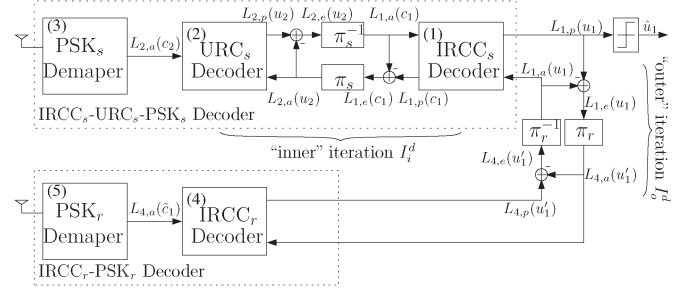 (3)
PSK_s
Demaper
L_{2,a}(c_2)
(2)
URC_s
Decoder
L_{2,p}(u_2)
L_{2,e}(u_2)
-
L_{2,a}(u_2)
π_s^{-1}
π_s
L_{1,a}(c_1)
-
L_{1,e}(c_1)
L_{1,p}(c_1)
(1)
IRCC_s
Decoder
L_{1,p}(u_1)
û_1
L_{1,a}(u_1)
-
L_{1,e}(u_1)
IRCC_s-URC_s-PSK_s Decoder
"inner" iteration I_i^d
"outer" iteration I_o^d
π_r^{-1}
π_r
L_{4,e}(u_1')
-
L_{4,a}(u_1')
L_{4,p}(u_1')
(5)
PSK_r
Demaper
L_{4,a}(c̃_1)
(4)
IRCC_r
Decoder
IRCC_r-PSK_r Decoder